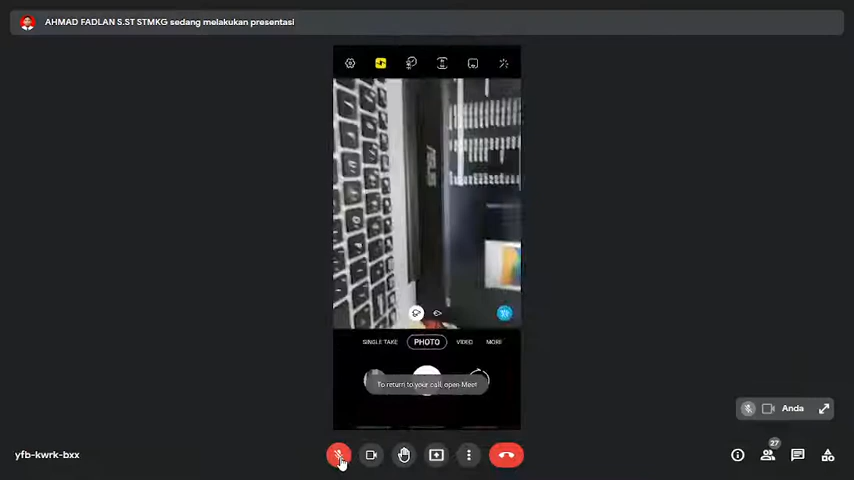 AHMAD FADLAN S.ST STMKG sedang melakukan presentasi
ASUS
SINGLE TAKE PHOTO VIDEO MORE
To return to your call, open Meet
Anda
yfb-kwrk-bxx
27